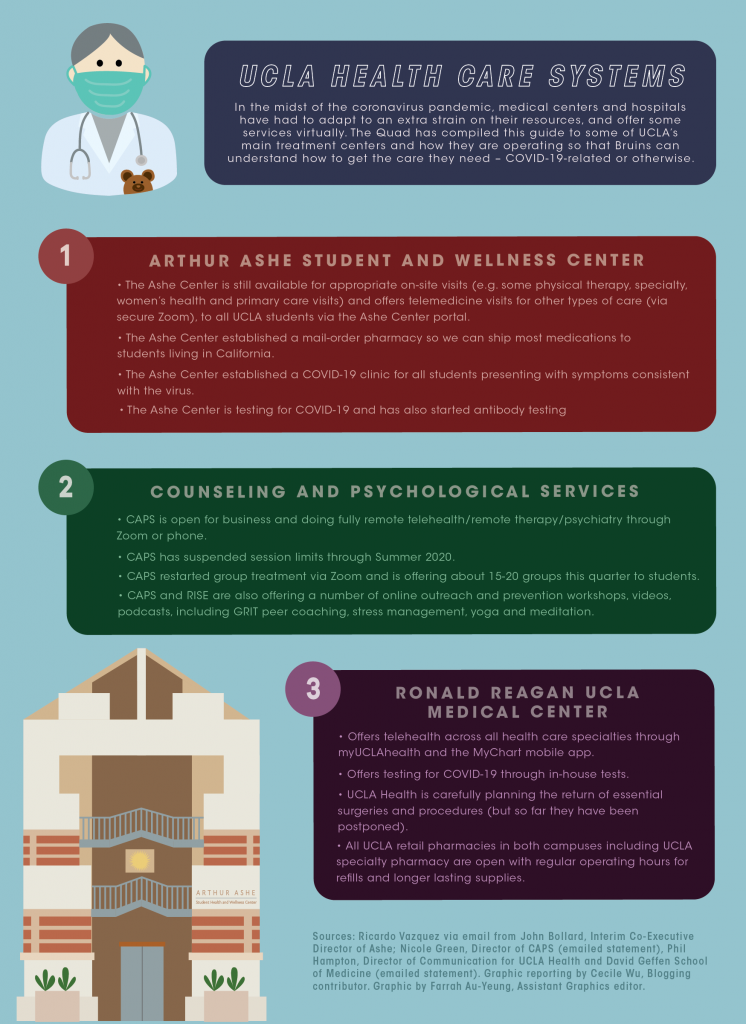 UCLA HEALTH CARE SYSTEMS
In the midst of the coronavirus pandemic, medical centers and hospitals
have had to adapt to an extra strain on their resources, and offer some
services virtually. The Quad has compiled this guide to some of UCLA's
main treatment centers and how they are operating so that Bruins can
understand how to get the care they need – COVID-19-related or otherwise.
1
ARTHUR ASHE STUDENT AND WELLNESS CENTER
• The Ashe Center is still available for appropriate on-site visits (e.g. some physical therapy, specialty,
women's health and primary care visits) and offers telemedicine visits for other types of care (via
secure Zoom), to all UCLA students via the Ashe Center portal.
• The Ashe Center established a mail-order pharmacy so we can ship most medications to
students living in California.
• The Ashe Center established a COVID-19 clinic for all students presenting with symptoms consistent
with the virus.
• The Ashe Center is testing for COVID-19 and has also started antibody testing
2
COUNSELING AND PSYCHOLOGICAL SERVICES
• CAPS is open for business and doing fully remote telehealth/remote therapy/psychiatry through
Zoom or phone.
• CAPS has suspended session limits through Summer 2020.
• CAPS restarted group treatment via Zoom and is offering about 15-20 groups this quarter to students.
• CAPS and RISE are also offering a number of online outreach and prevention workshops, videos,
podcasts, including GRIT peer coaching, stress management, yoga and meditation.
3
RONALD REAGAN UCLA
MEDICAL CENTER
• Offers telehealth across all health care specialties through
myUCLAhealth and the MyChart mobile app.
• Offers testing for COVID-19 through in-house tests.
• UCLA Health is carefully planning the return of essential
surgeries and procedures (but so far they have been
postponed).
• All UCLA retail pharmacies in both campuses including UCLA
specialty pharmacy are open with regular operating hours for
refills and longer lasting supplies.
ARTHUR ASHE
Student Health and Wellness Center
Sources: Ricardo Vazquez via email from John Bollard, Interim Co-Executive
Director of Ashe; Nicole Green, Director of CAPS (emailed statement), Phil
Hampton, Director of Communication for UCLA Health and David Geffen School
of Medicine (emailed statement). Graphic reporting by Cecile Wu, Blogging
contributor. Graphic by Farrah Au-Yeung, Assistant Graphics editor.